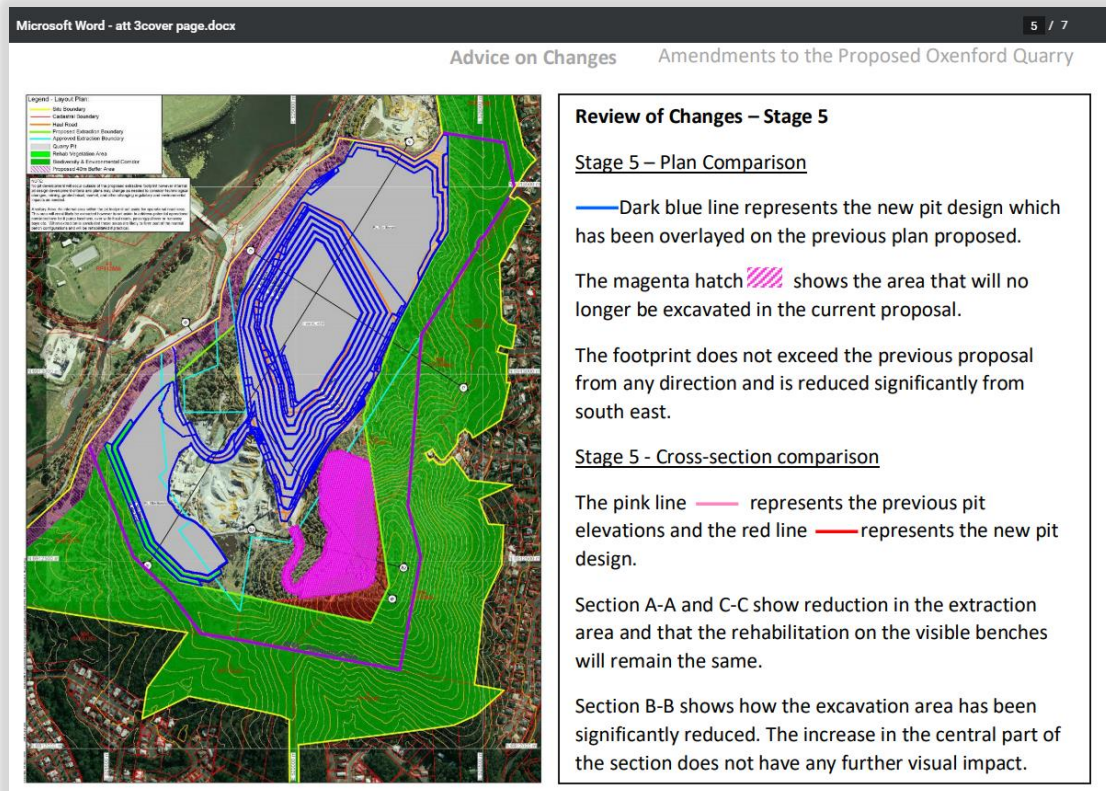 Microsoft Word - att 3cover page.docx
5 / 7
Advice on Changes Amendments to the Proposed Oxenford Quarry
Legend - Layout Plan:
Site Boundary
Cadastral Boundary
Haul Road
Proposed Extraction Boundary
Approved Extraction Boundary
Quarry Pit
Rehab Vegetation Area
Biodiversity & Environmental Corridor
Proposed 40m Buffer Area
Review of Changes – Stage 5
Stage 5 – Plan Comparison
Dark blue line represents the new pit design which
has been overlayed on the previous plan proposed.
The magenta hatch shows the area that will no
longer be excavated in the current proposal.
The footprint does not exceed the previous proposal
from any direction and is reduced significantly from
south east.
Stage 5 - Cross-section comparison
The pink line represents the previous pit
elevations and the red line represents the new pit
design.
Section A-A and C-C show reduction in the extraction
area and that the rehabilitation on the visible benches
will remain the same.
Section B-B shows how the excavation area has been
significantly reduced. The increase in the central part of
the section does not have any further visual impact.